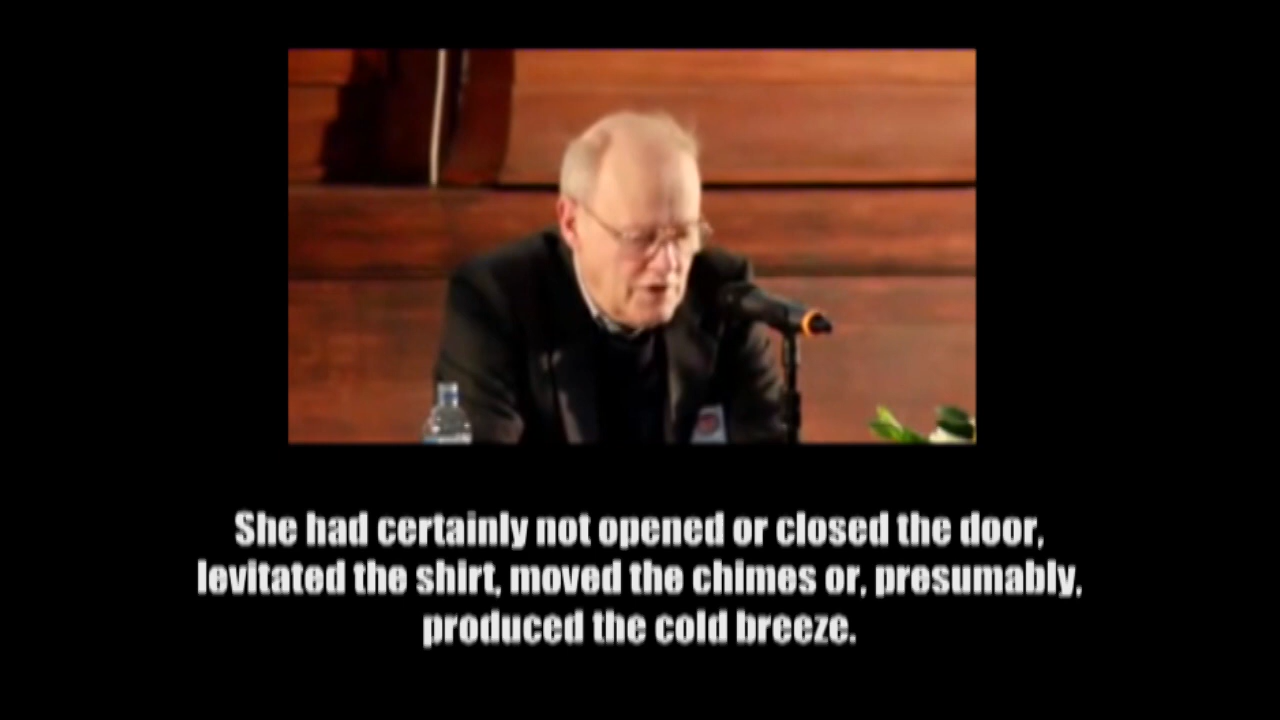 She had certainly not opened or closed the door,
levitated the shirt, moved the chimes or, presumably,
produced the cold breeze.